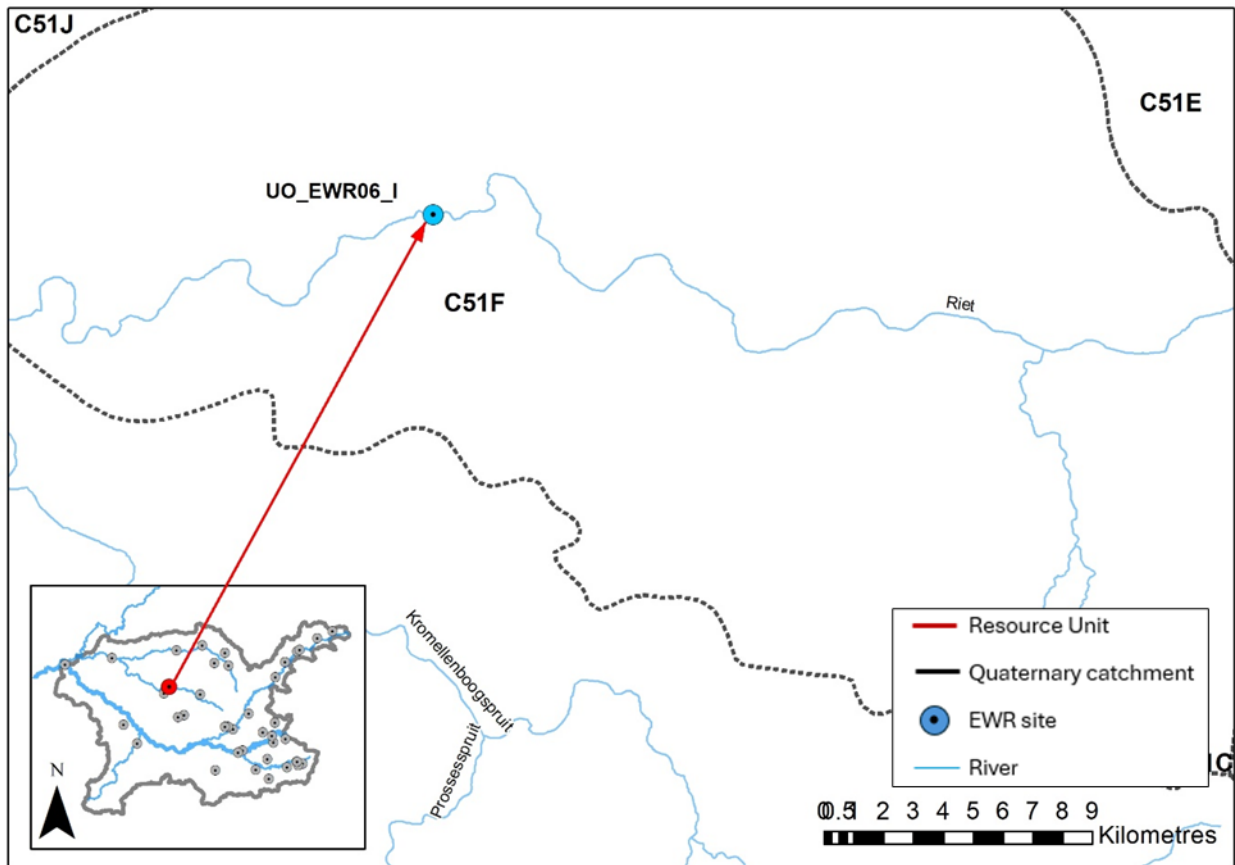 C51J
C51E
UO_EWR06_I
C51F
Riet
Kromellenboogspruit
Prossesspruit
N
Resource Unit
Quaternary catchment
EWR site
River
0 0.5 1 2 3 4 5 6 7 8 9
Kilometres